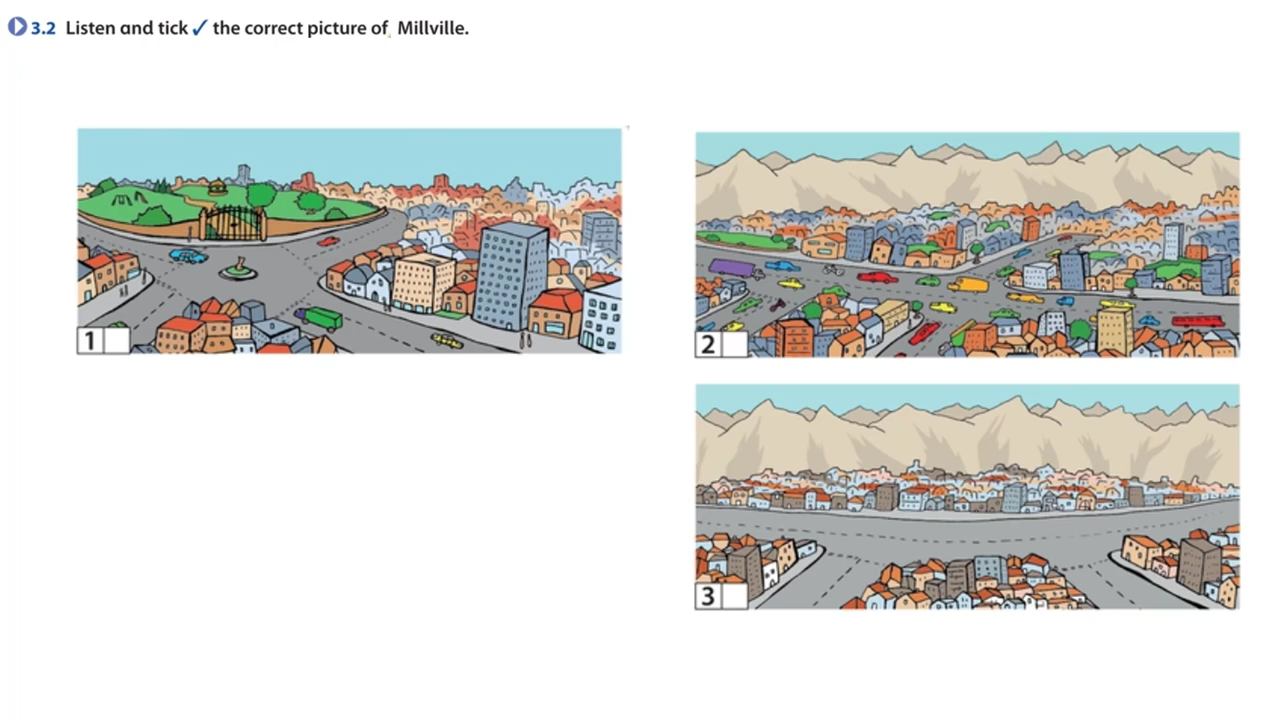 3.2 Listen and tick ✓ the correct picture of Millville.
1
2
3